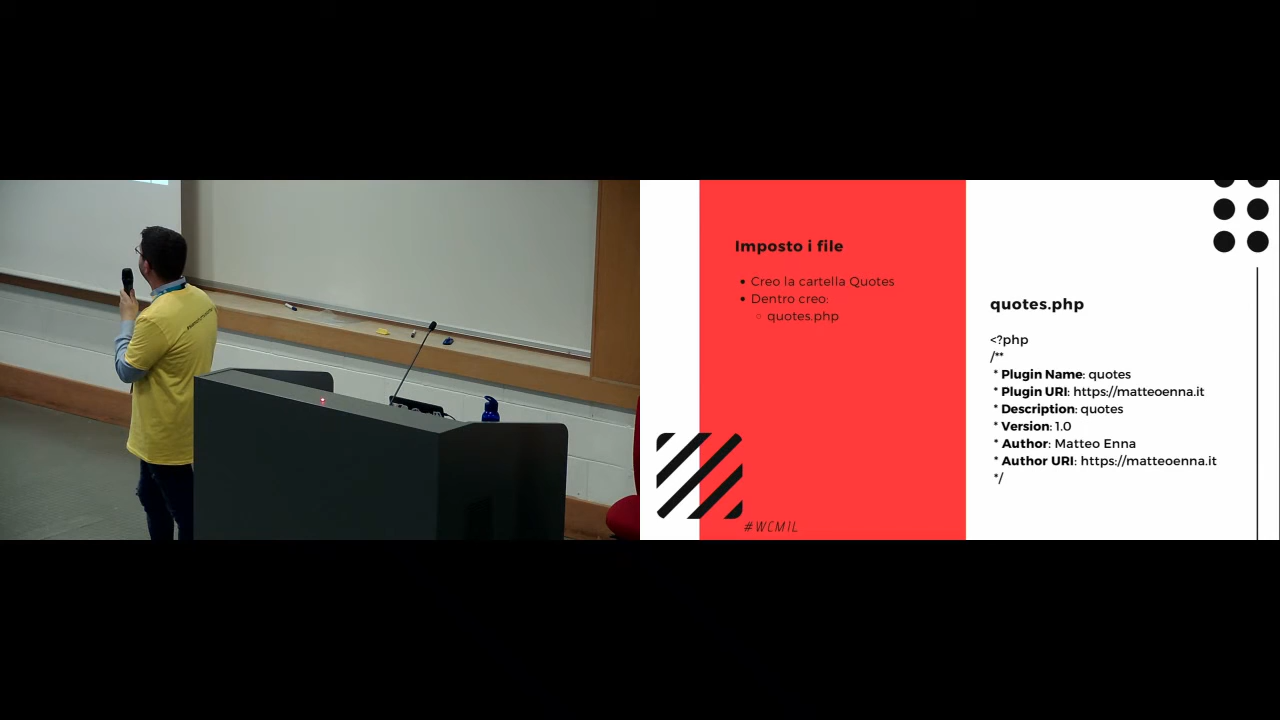 Imposto i file
• Creo la cartella Quotes
• Dentro creo:
○ quotes.php
#WCMIL
quotes.php
<?php
/**
* Plugin Name: quotes
* Plugin URI: https://matteoenna.it
* Description: quotes
* Version: 1.0
* Author: Matteo Enna
* Author URI: https://matteoenna.it
*/